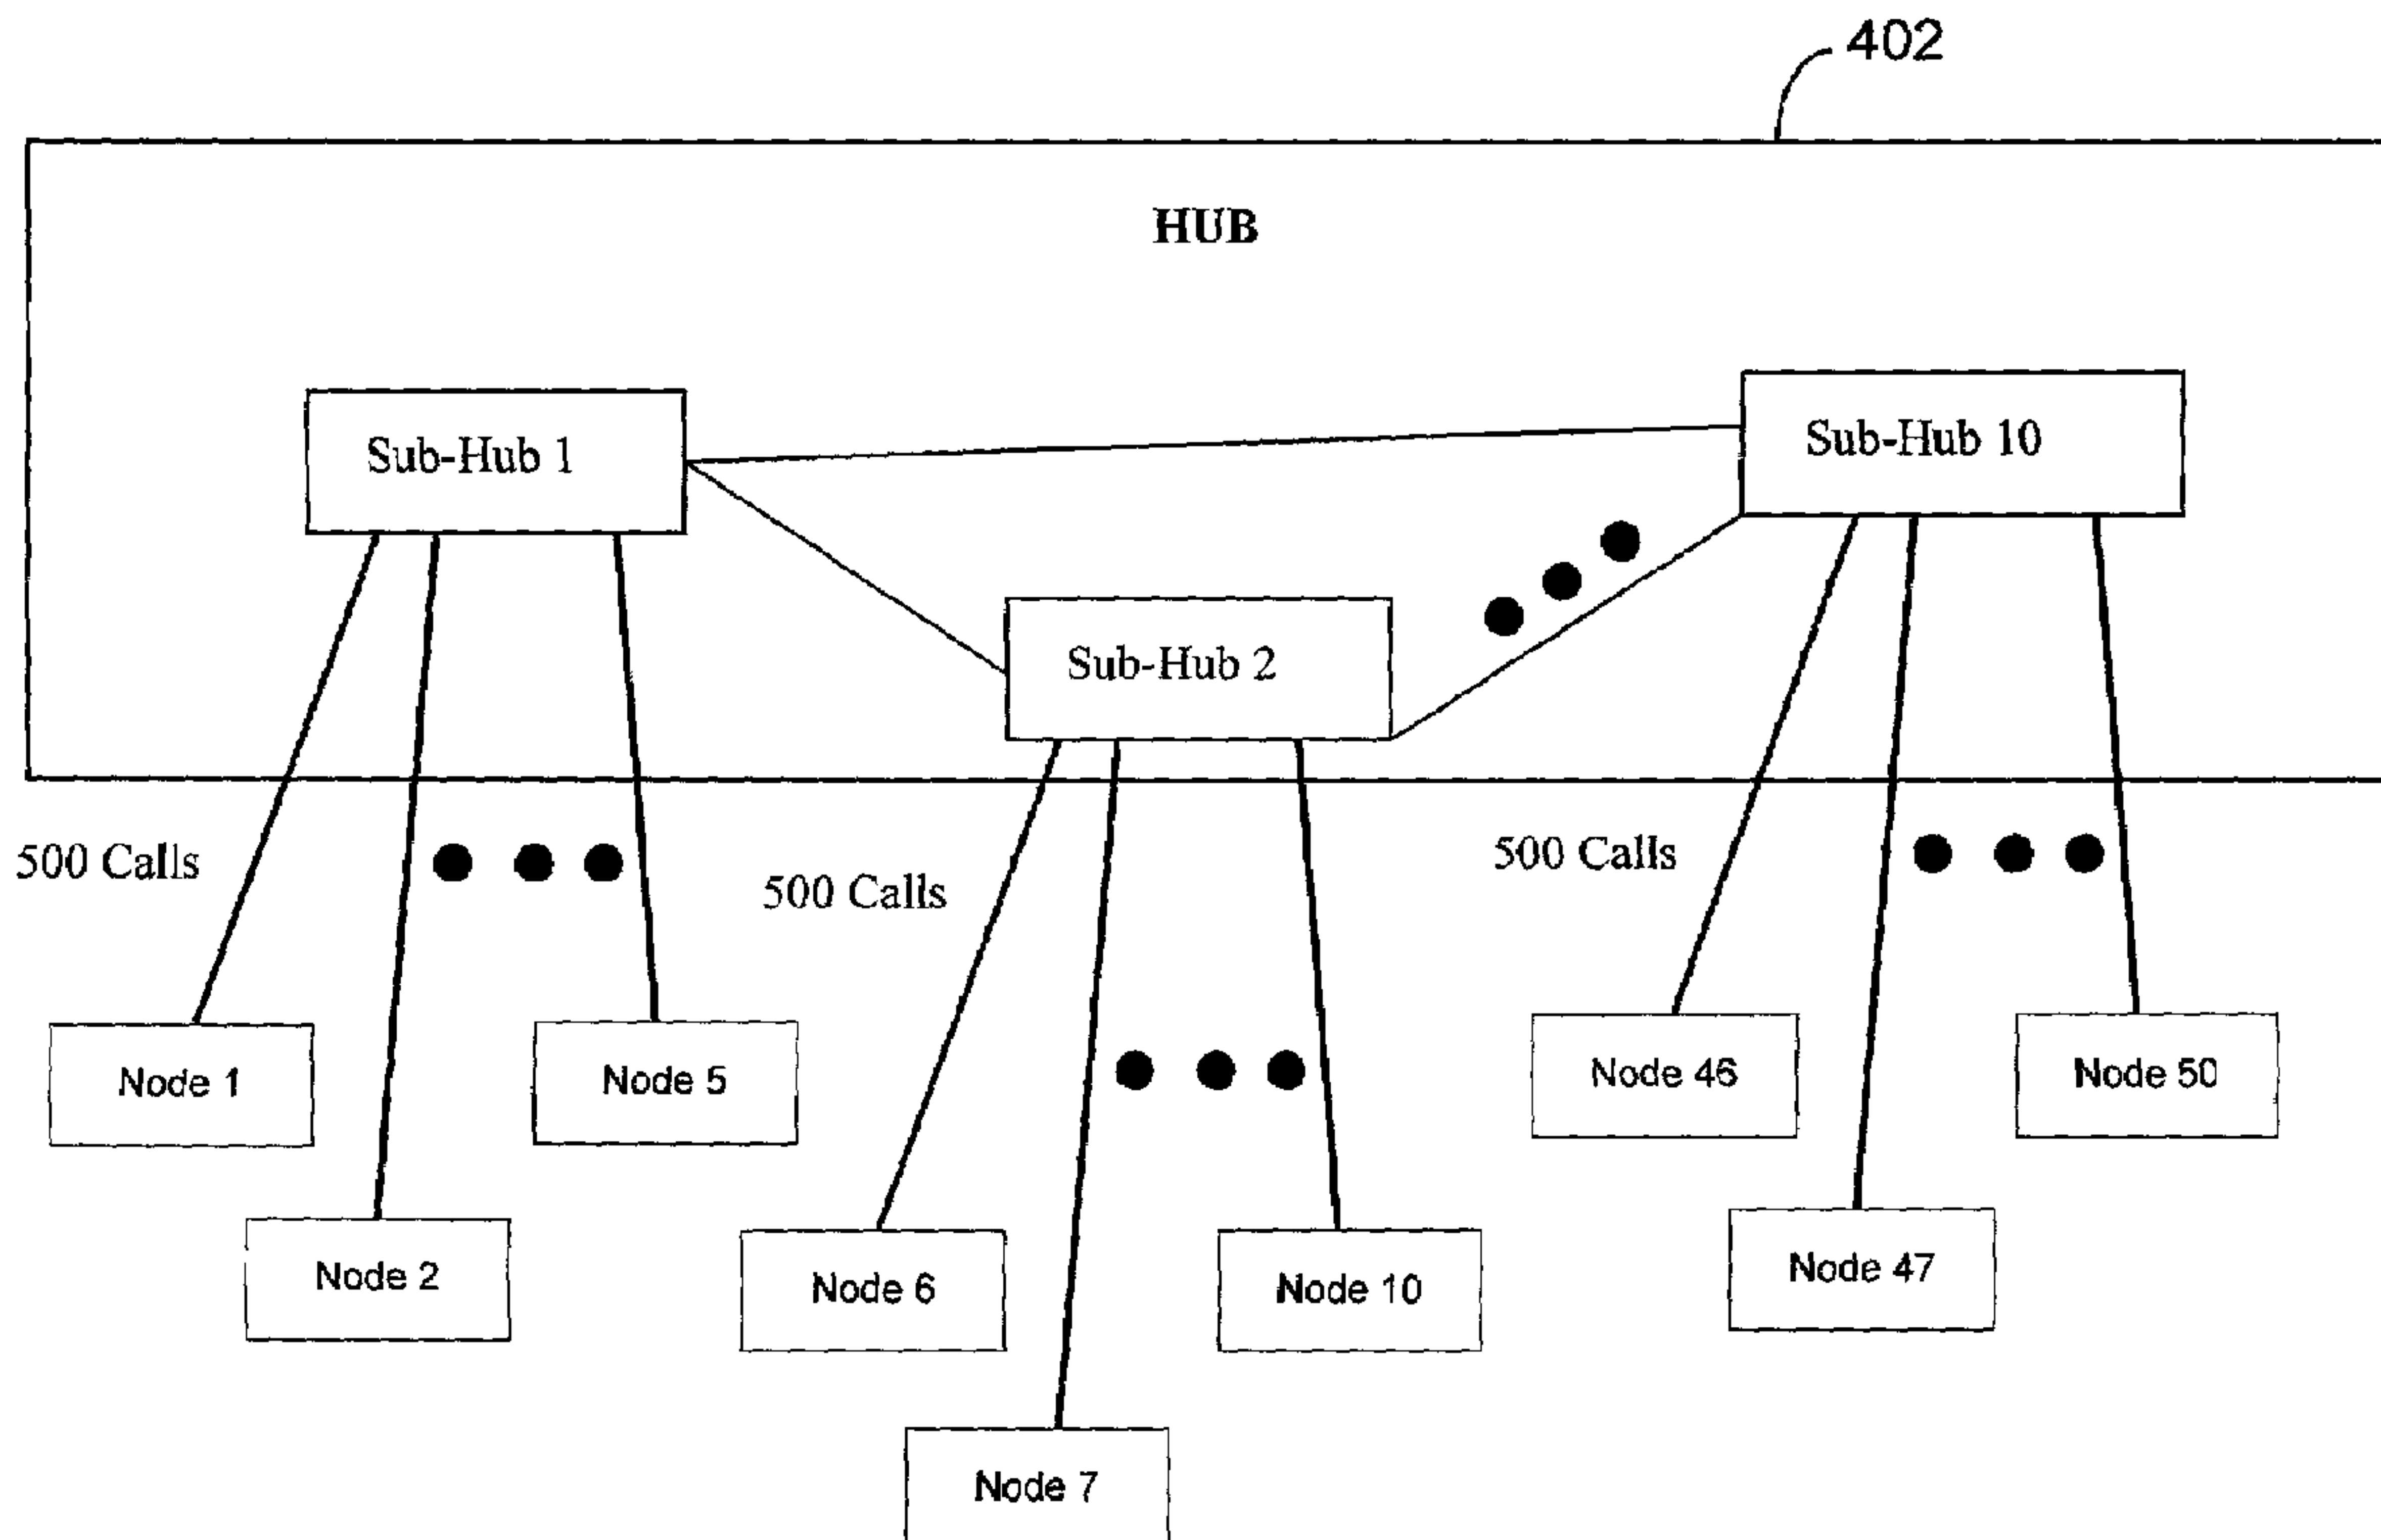 402
HUB
Sub-Hub 1
Sub-Hub 10
Sub-Hub 2
500 Calls
500 Calls
500 Calls
Node 1
Node 5
Node 46
Node 50
Node 2
Node 6
Node 10
Node 47
Node 7